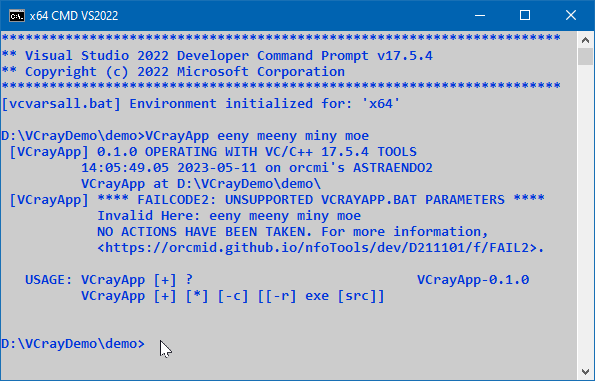 x64 CMD VS2022
**********************************************************************
** Visual Studio 2022 Developer Command Prompt v17.5.4
** Copyright (c) 2022 Microsoft Corporation
**********************************************************************
[vcvarsall.bat] Environment initialized for: 'x64'
D:\VCrayDemo\demo>VCrayApp eeny meeny miny moe
[VCrayApp] 0.1.0 OPERATING WITH VC/C++ 17.5.4 TOOLS
14:05:49.05 2023-05-11 on orcmi's ASTRAENDO2
VCrayApp at D:\VCrayDemo\demo\
[VCrayApp] **** FAILCODE2: UNSUPPORTED VCRAYAPP.BAT PARAMETERS ****
Invalid Here: eeny meeny miny moe
NO ACTIONS HAVE BEEN TAKEN. For more information,
<https://orcmid.github.io/nfoTools/dev/D211101/f/FAIL2>.
USAGE: VCrayApp [+] ? VCrayApp-0.1.0
VCrayApp [+] [*] [-c] [[-r] exe [src]]
D:\VCrayDemo\demo>